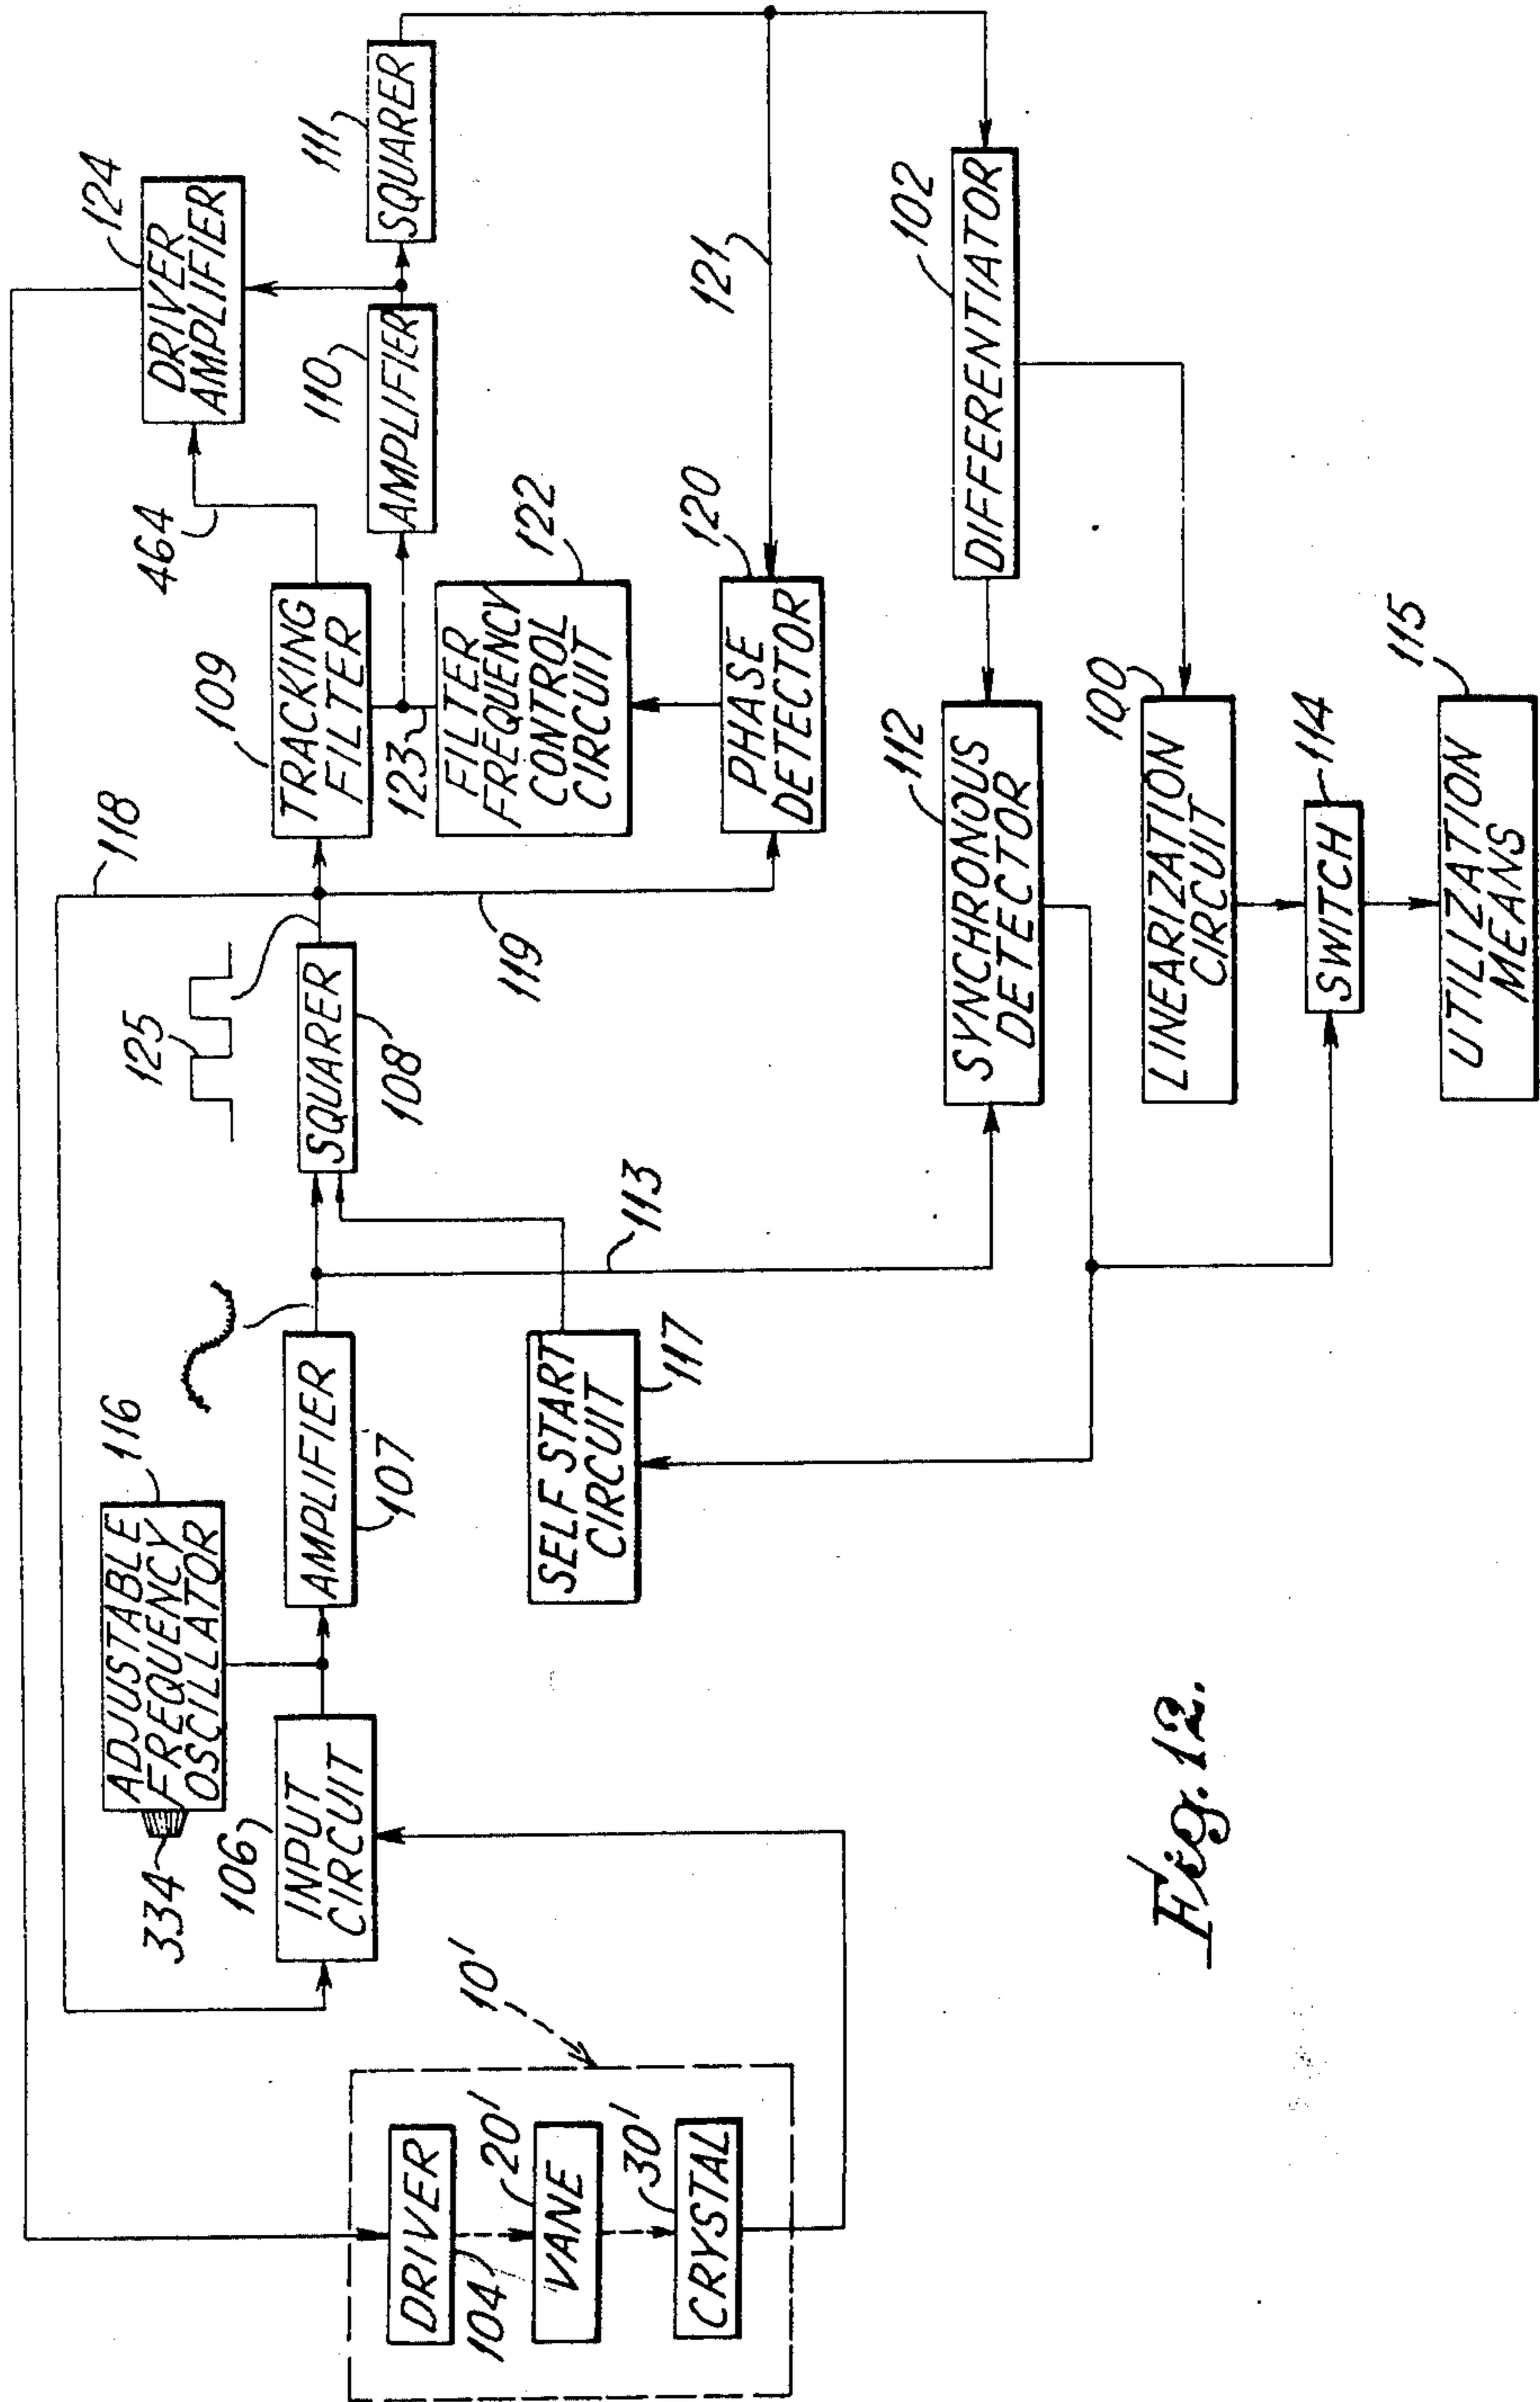 334
ADJUSTABLE
FREQUENCY
OSCILLATOR
116
118
125
124
DRIVER
AMPLIFIER
464
106
INPUT
CIRCUIT
AMPLIFIER
107
SQUARER
108
109
TRACKING
FILTER
110
AMPLIFIER
111
SQUARER
123
FILTER
FREQUENCY
CONTROL
CIRCUIT
122
10'
DRIVER
104
20'
VANE
30'
CRYSTAL
SELF START
CIRCUIT
117
113
119
PHASE
DETECTOR
120
121
SYNCHRONOUS
DETECTOR
112
DIFFERENTIATOR
102
LINEARIZATION
CIRCUIT
100
SWITCH
114
UTILIZATION
MEANS
115
Fig. 12.